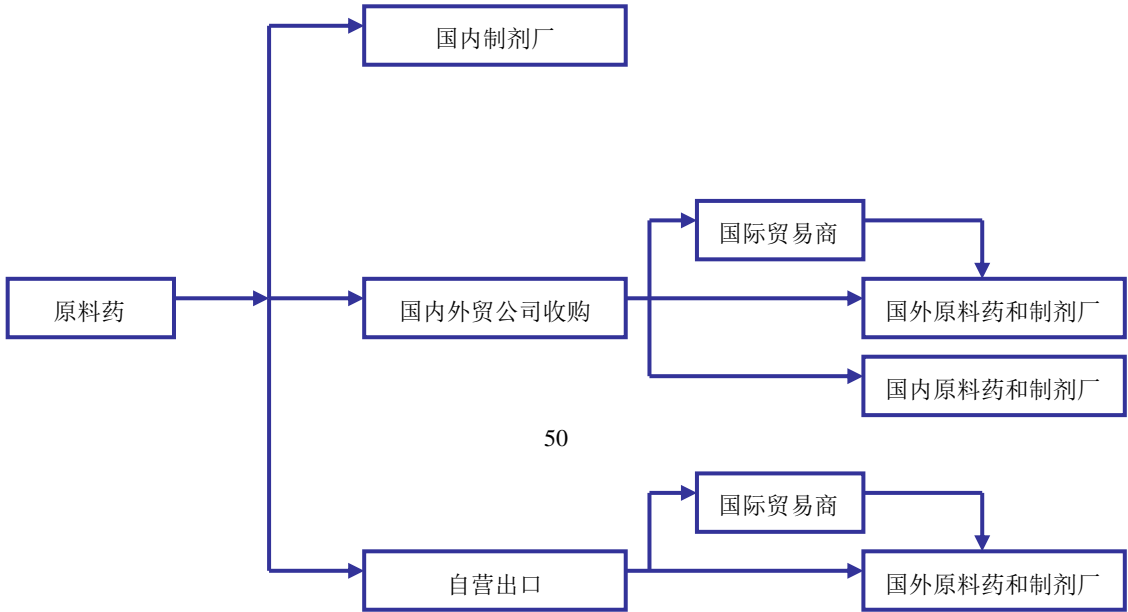 国内制剂厂
国际贸易商
原料药
国内外贸公司收购
国外原料药和制剂厂
国内原料药和制剂厂
50
国际贸易商
自营出口
国外原料药和制剂厂